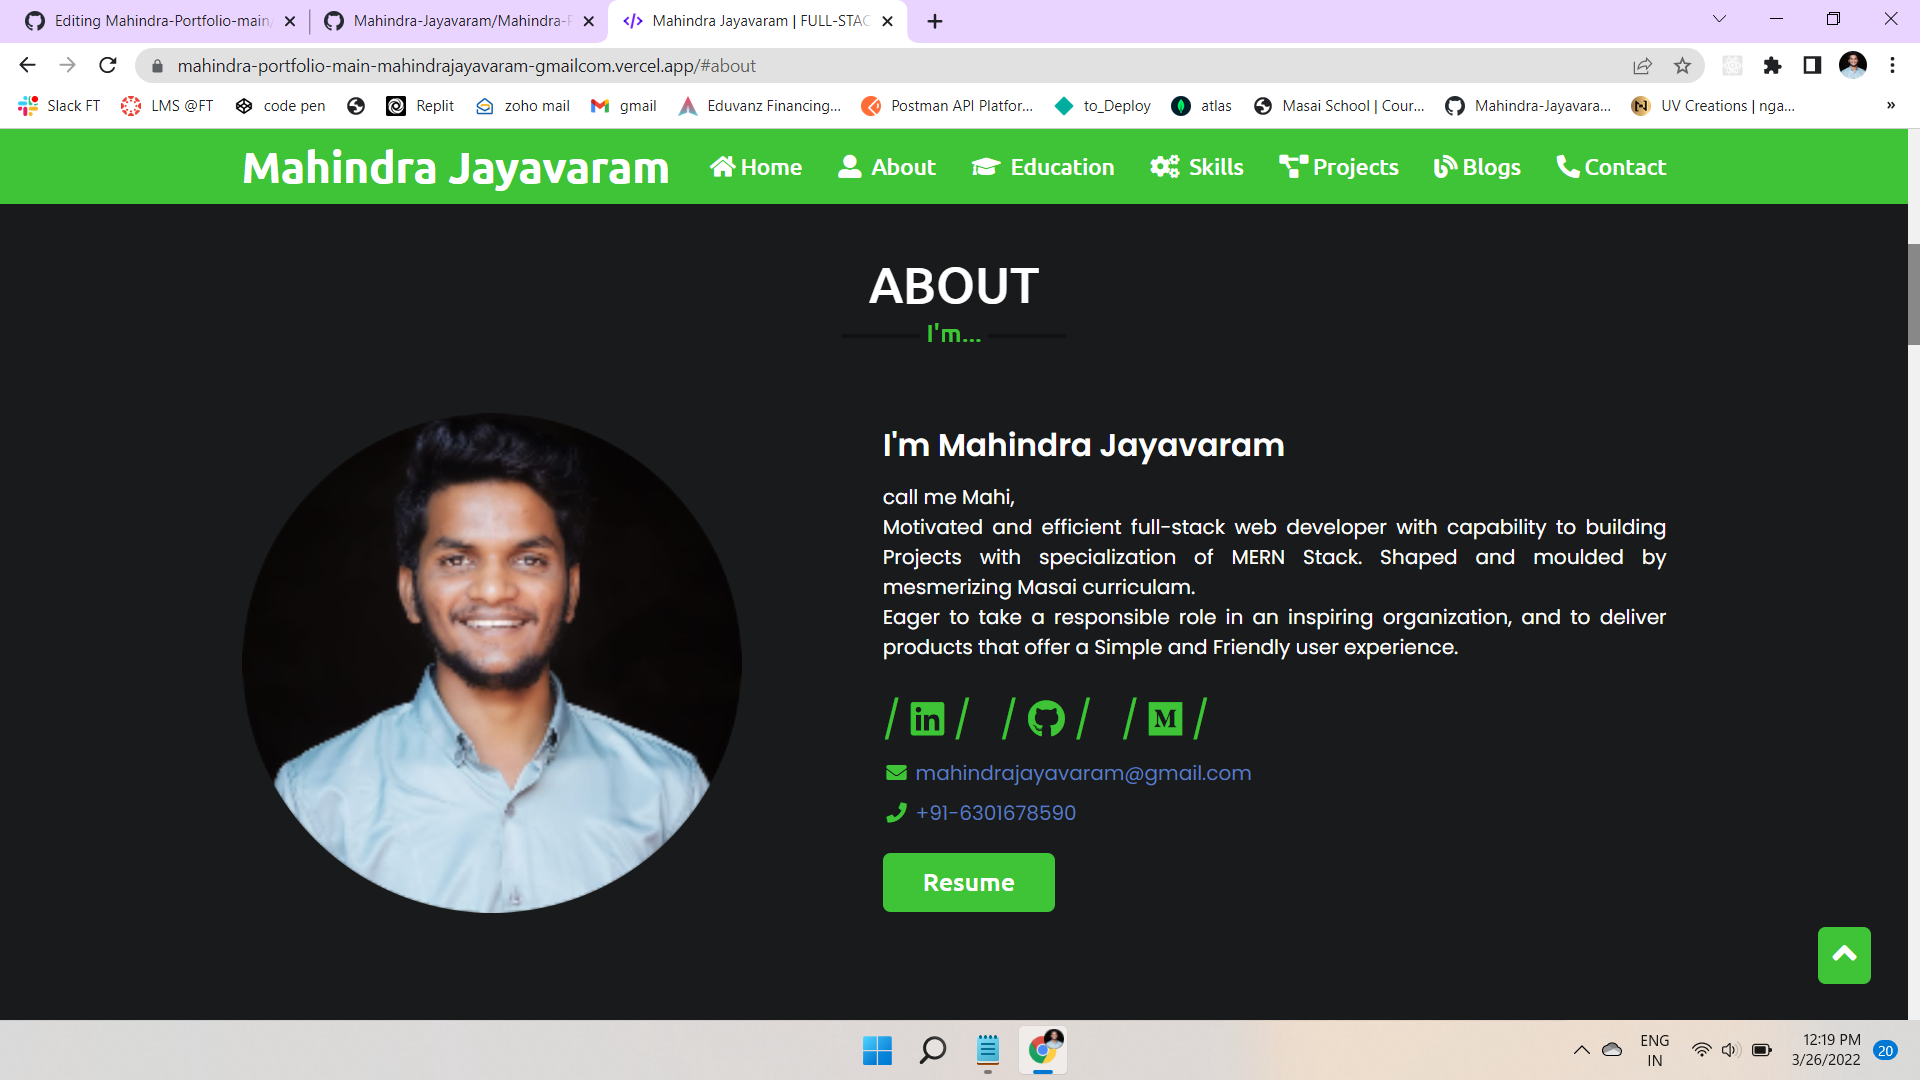 Editing Mahindra-Portfolio-main/
Mahindra-Jayavaram/Mahindra-P
Mahindra Jayavaram | FULL-STAC
mahindra-portfolio-main-mahindrajayavaram-gmailcom.vercel.app/#about
Slack FT
LMS @FT
code pen
Replit
zoho mail
gmail
Eduvanz Financing...
Postman API Platfor...
to_Deploy
atlas
Masai School | Cour...
Mahindra-Jayavara...
UV Creations | nga...
»
Mahindra Jayavaram
Home
About
Education
Skills
Projects
Blogs
Contact
ABOUT
I'm...
I'm Mahindra Jayavaram
call me Mahi,
Motivated and efficient full-stack web developer with capability to building
Projects with specialization of MERN Stack. Shaped and moulded by
mesmerizing Masai curriculam.
Eager to take a responsible role in an inspiring organization, and to deliver
products that offer a Simple and Friendly user experience.
/ in / / / / M /
mahindrajayavaram@gmail.com
+91-6301678590
Resume
ENG
IN
12:19 PM
3/26/2022
20